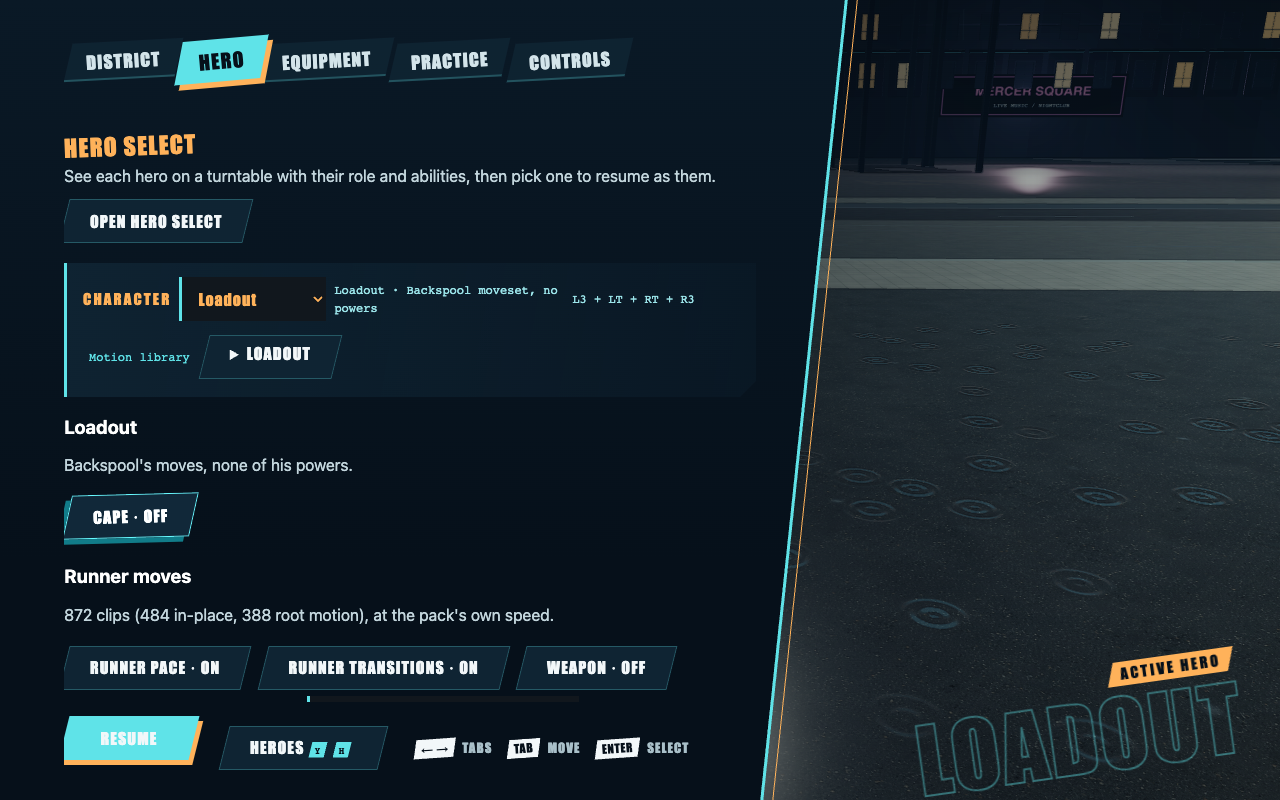 DISTRICT
HERO
EQUIPMENT
PRACTICE
CONTROLS
HERO SELECT
See each hero on a turntable with their role and abilities, then pick one to resume as them.
OPEN HERO SELECT
CHARACTER
Loadout
Loadout · Backspool moveset, no
powers
L3 + LT + RT + R3
Motion library
▶ LOADOUT
Loadout
Backspool's moves, none of his powers.
CAPE · OFF
Runner moves
872 clips (484 in-place, 388 root motion), at the pack's own speed.
RUNNER PACE · ON
RUNNER TRANSITIONS · ON
WEAPON · OFF
RESUME
HEROES Y H
←→ TABS
TAB MOVE
ENTER SELECT
MERCER SQUARE
LIVE MUSIC / NIGHTCLUB
ACTIVE HERO
LOADOUT